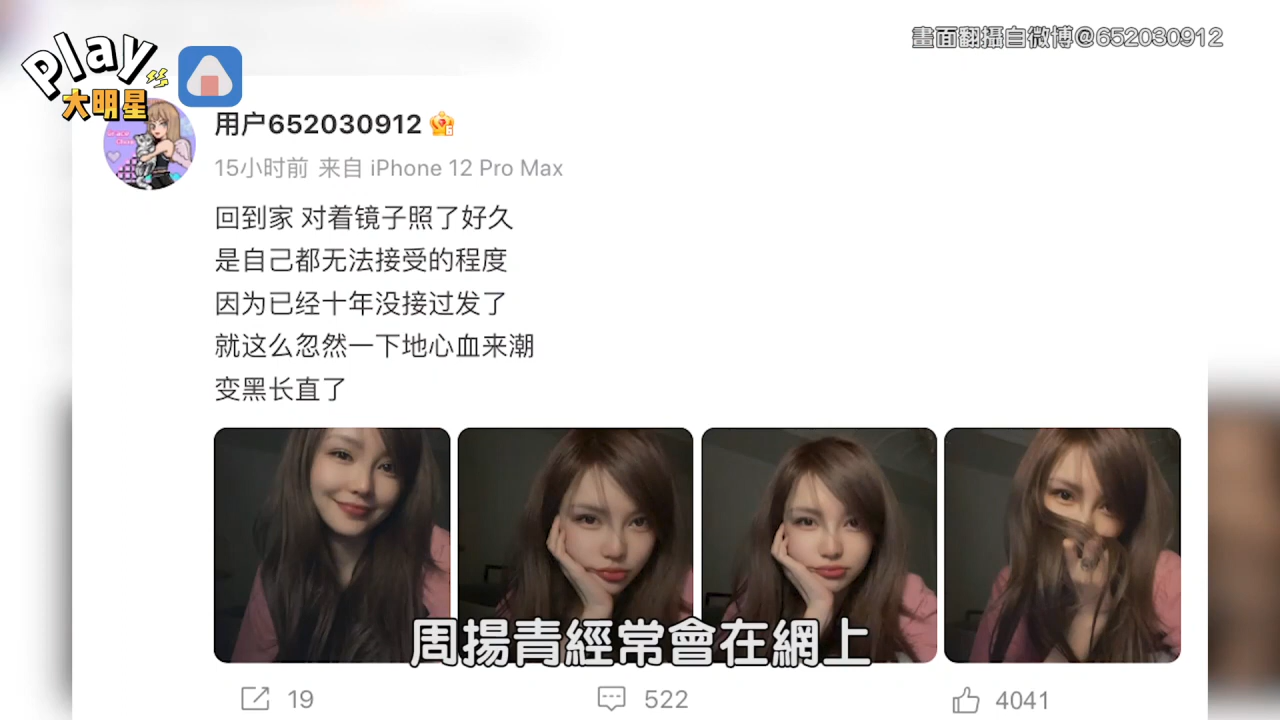 Play
大明星
畫面翻攝自微博@652030912
用户652030912
15小时前 来自 iPhone 12 Pro Max
回到家 对着镜子照了好久
是自己都无法接受的程度
因为已经十年没接过发了
就这么忽然一下地心血来潮
变黑长直了
周揚青經常會在網上
19
522
4041